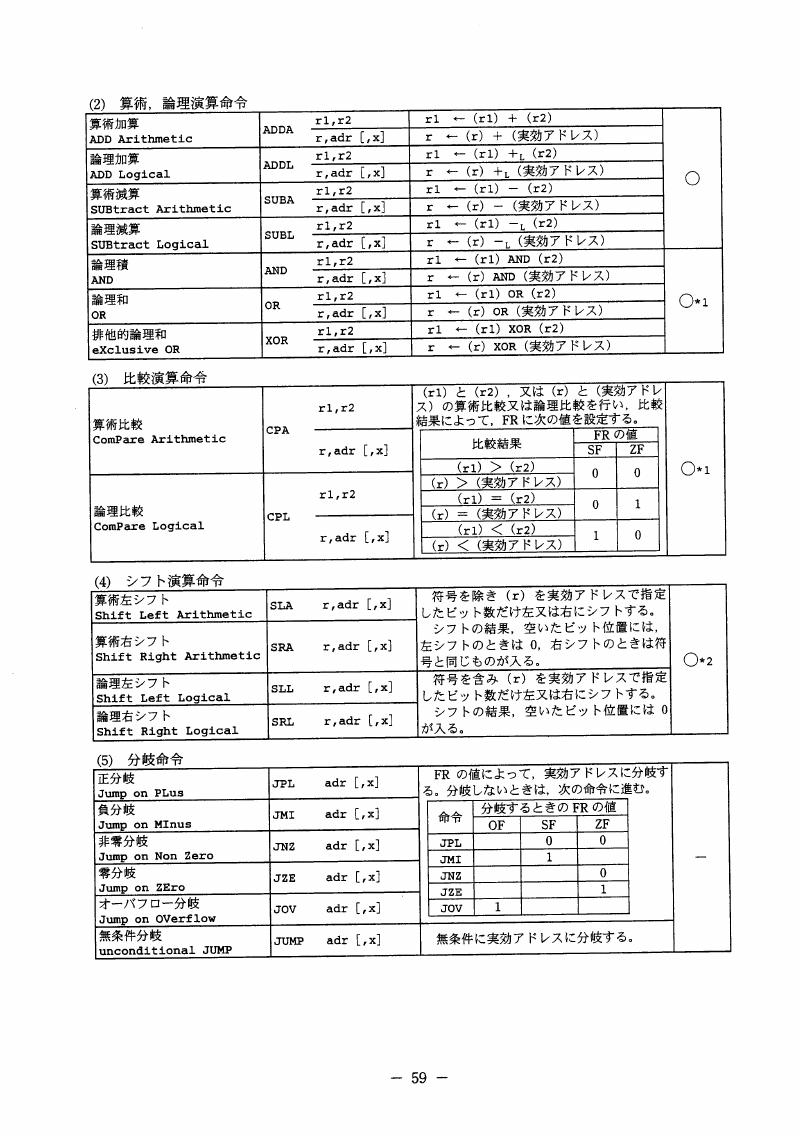 (2) 算術，論理演算命令
算術加算
ADD Arithmetic
ADDA
r1,r2
r1 ← (r1) + (r2)
r,adr [,x]
r ← (r) + (実効アドレス)
論理加算
ADD Logical
ADDL
r1,r2
r1 ← (r1) +L (r2)
r,adr [,x]
r ← (r) +L (実効アドレス)
○
算術減算
SUBtract Arithmetic
SUBA
r1,r2
r1 ← (r1) − (r2)
r,adr [,x]
r ← (r) − (実効アドレス)
論理減算
SUBtract Logical
SUBL
r1,r2
r1 ← (r1) −L (r2)
r,adr [,x]
r ← (r) −L (実効アドレス)
論理積
AND
AND
r1,r2
r1 ← (r1) AND (r2)
r,adr [,x]
r ← (r) AND (実効アドレス)
論理和
OR
OR
r1,r2
r1 ← (r1) OR (r2)
r,adr [,x]
r ← (r) OR (実効アドレス)
○*1
排他的論理和
eXclusive OR
XOR
r1,r2
r1 ← (r1) XOR (r2)
r,adr [,x]
r ← (r) XOR (実効アドレス)
(3) 比較演算命令
算術比較
ComPare Arithmetic
CPA
r1,r2
r,adr [,x]
論理比較
ComPare Logical
CPL
r1,r2
r,adr [,x]
(r1) と (r2) , 又は (r) と (実効アドレ
ス) の算術比較又は論理比較を行い，比較
結果によって，FR に次の値を設定する。
比較結果
FR の値
SF ZF
(r1) > (r2)
(r) > (実効アドレス)
0 0
(r1) = (r2)
(r) = (実効アドレス)
0 1
(r1) < (r2)
(r) < (実効アドレス)
1 0
○*1
(4) シフト演算命令
算術左シフト
Shift Left Arithmetic
SLA r,adr [,x]
算術右シフト
Shift Right Arithmetic
SRA r,adr [,x]
符号を除き (r) を実効アドレスで指定
したビット数だけ左又は右にシフトする。
シフトの結果，空いたビット位置には，
左シフトのときは 0，右シフトのときは符
号と同じものが入る。
論理左シフト
Shift Left Logical
SLL r,adr [,x]
論理右シフト
Shift Right Logical
SRL r,adr [,x]
符号を含み (r) を実効アドレスで指定
したビット数だけ左又は右にシフトする。
シフトの結果，空いたビット位置には 0
が入る。
○*2
(5) 分岐命令
正分岐
Jump on PLus
JPL adr [,x]
負分岐
Jump on MInus
JMI adr [,x]
非零分岐
Jump on Non Zero
JNZ adr [,x]
零分岐
Jump on ZEro
JZE adr [,x]
オーバフロー分岐
Jump on OVerflow
JOV adr [,x]
FR の値によって，実効アドレスに分岐す
る。分岐しないときは，次の命令に進む。
命令
分岐するときの FR の値
OF SF ZF
JPL 0 0
JMI 1
JNZ 0
JZE 1
JOV 1
−
無条件分岐
unconditional JUMP
JUMP adr [,x]
無条件に実効アドレスに分岐する。
− 59 −